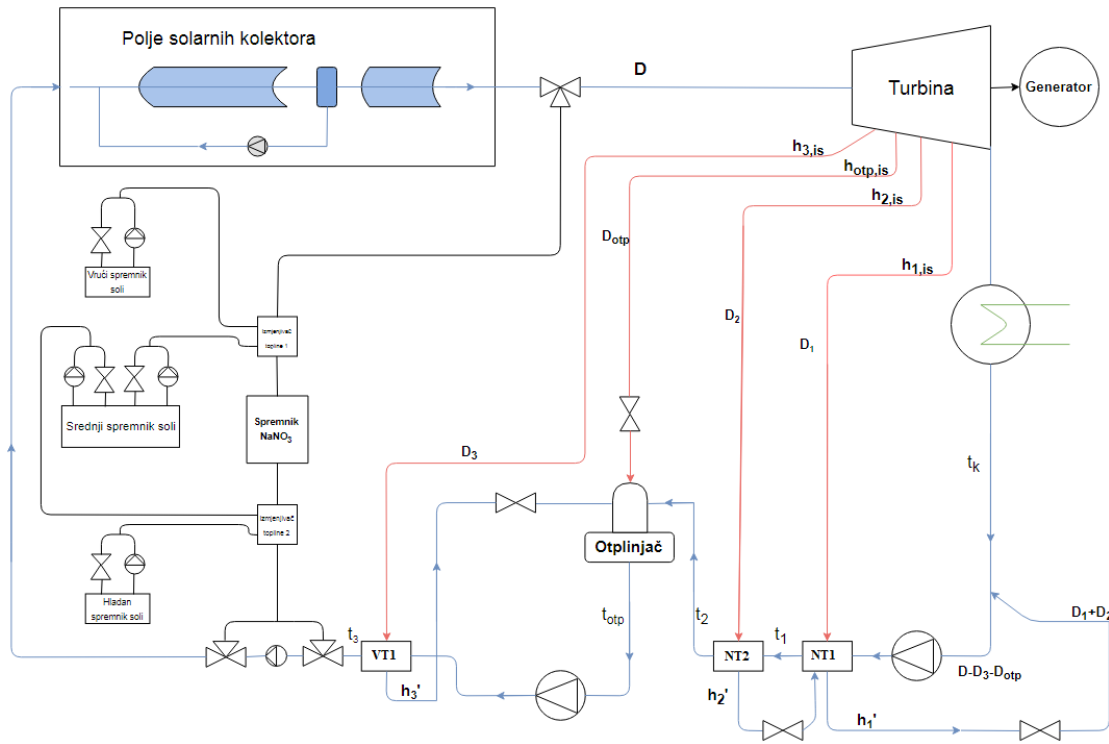 Polje solarnih kolektora
D
Turbina
Generator
h3,is
hotp,is
h2,is
h1,is
Dotp
D2
D1
D3
Vrući spremnik
soli
Izmjenjivač
topline 1
Srednji spremnik soli
Spremnik
NaNO3
Izmjenjivač
topline 2
Hladan
spremnik soli
Otplinjač
tk
totp
t2
t1
t3
VT1
NT2
NT1
h3'
h2'
h1'
D1+D2
D-D3-Dotp